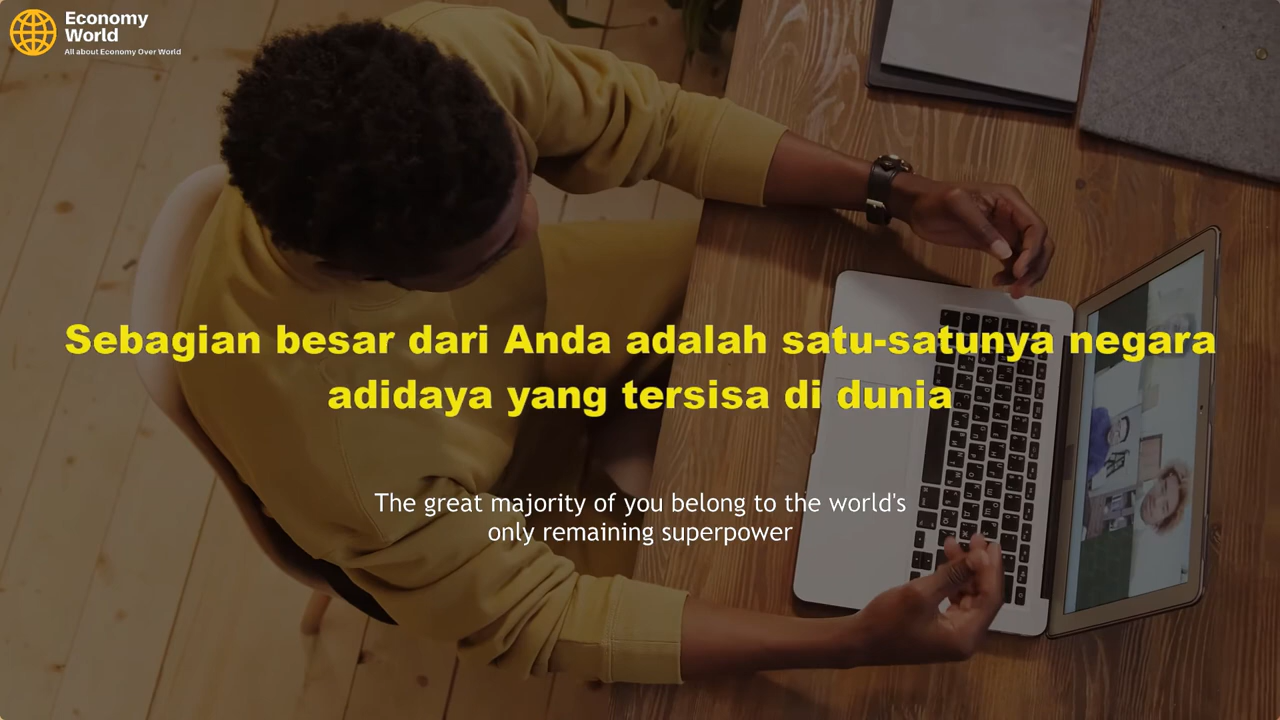 Economy
World
All about Economy Over World
Sebagian besar dari Anda adalah satu-satunya negara
adidaya yang tersisa di dunia
The great majority of you belong to the world's
only remaining superpower